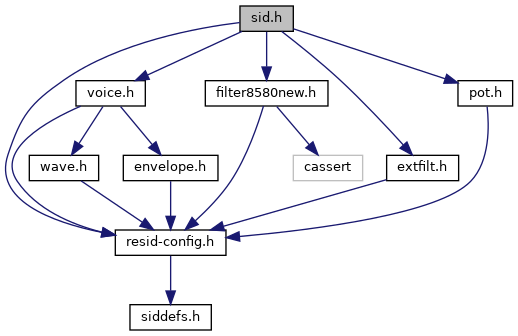 sid.h
voice.h
filter8580new.h
pot.h
wave.h
envelope.h
cassert
extfilt.h
resid-config.h
siddefs.h